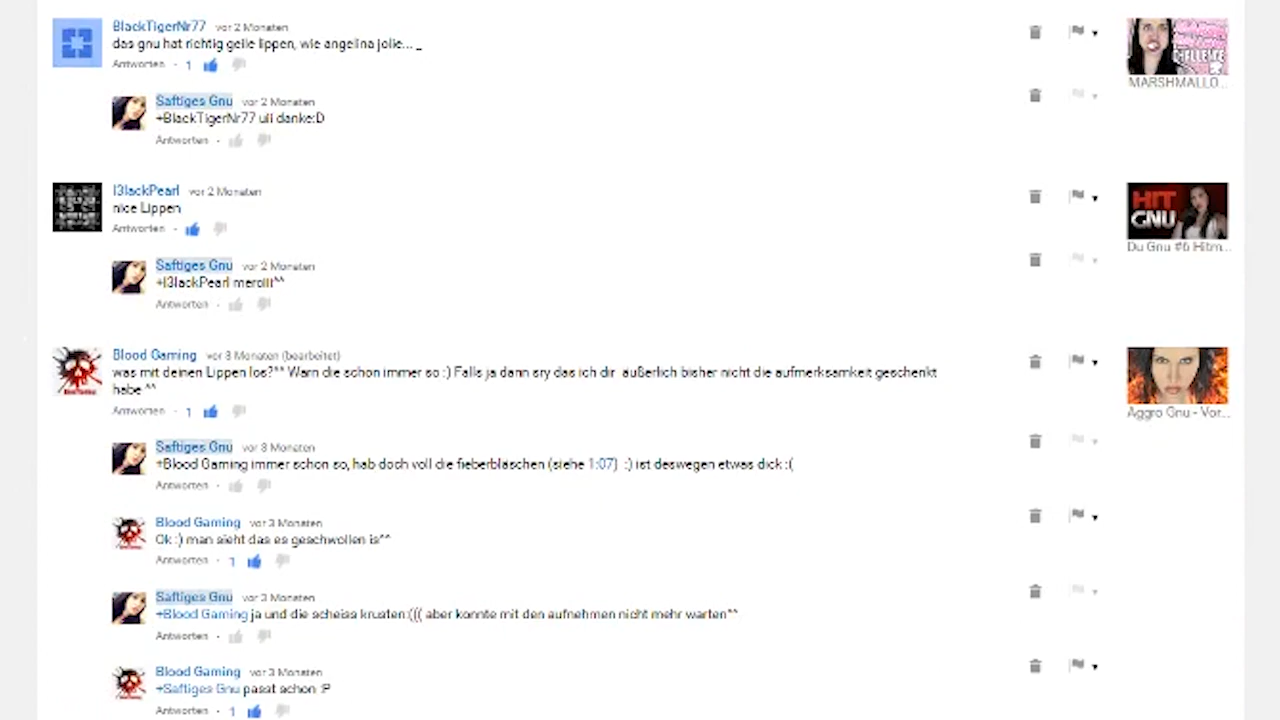 BlackTigerNr77 vor 2 Monaten
das gnu hat richtig geile lippen, wie angelina jolie... _
Antworten · 1
MARSHMALLO...
Saftiges Gnu vor 2 Monaten
+BlackTigerNr77 uii danke:D
Antworten ·
l3lackPearl vor 2 Monaten
nice Lippen
Antworten ·
HIT
GNU
Du Gnu #6 Hitm...
Saftiges Gnu vor 2 Monaten
+l3lackPearl merciii^^
Antworten ·
Blood Gaming vor 3 Monaten (bearbeitet)
was mit deinen Lippen los?^^ Warn die schon immer so :) Falls ja dann sry das ich dir äußerlich bisher nicht die aufmerksamkeit geschenkt
habe ^^
Antworten · 1
Aggro Gnu - Vor...
Saftiges Gnu vor 3 Monaten
+Blood Gaming immer schon so, hab doch voll die fieberbläschen (siehe 1:07) :) ist deswegen etwas dick :(
Antworten ·
Blood Gaming vor 3 Monaten
Ok :) man sieht das es geschwollen is^^
Antworten · 1
Saftiges Gnu vor 3 Monaten
+Blood Gaming ja und die scheiss krusten:((( aber konnte mit den aufnehmen nicht mehr warten^^
Antworten ·
Blood Gaming vor 3 Monaten
+Saftiges Gnu passt schon :P
Antworten · 1